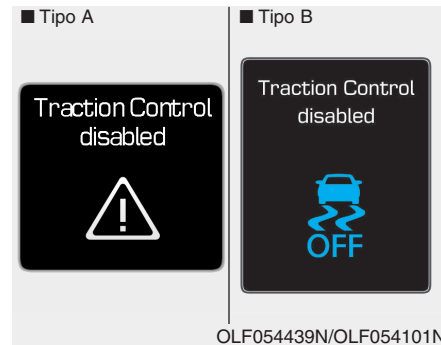 ■ Tipo A
■ Tipo B
Traction Control
disabled
Traction Control
disabled
OFF
OLF054439N/OLF054101N